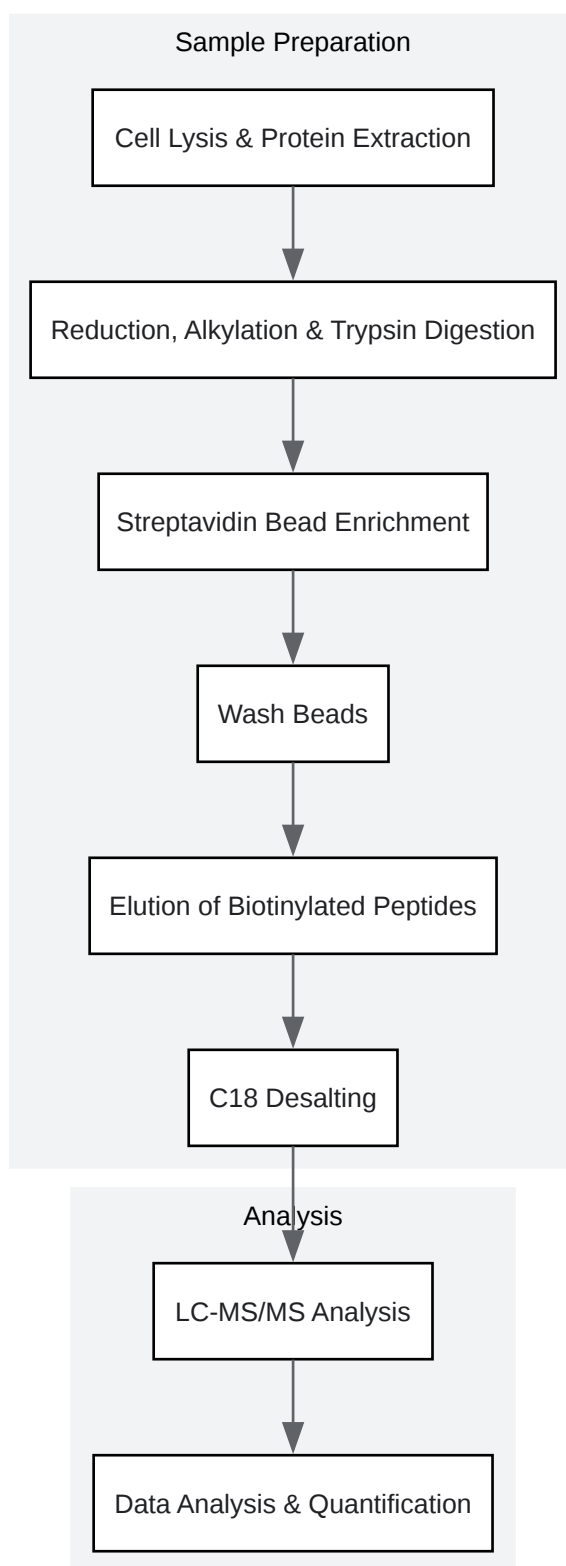 Sample Preparation
Cell Lysis & Protein Extraction
Reduction, Alkylation & Trypsin Digestion
Streptavidin Bead Enrichment
Wash Beads
Elution of Biotinylated Peptides
C18 Desalting
Analysis
LC-MS/MS Analysis
Data Analysis & Quantification